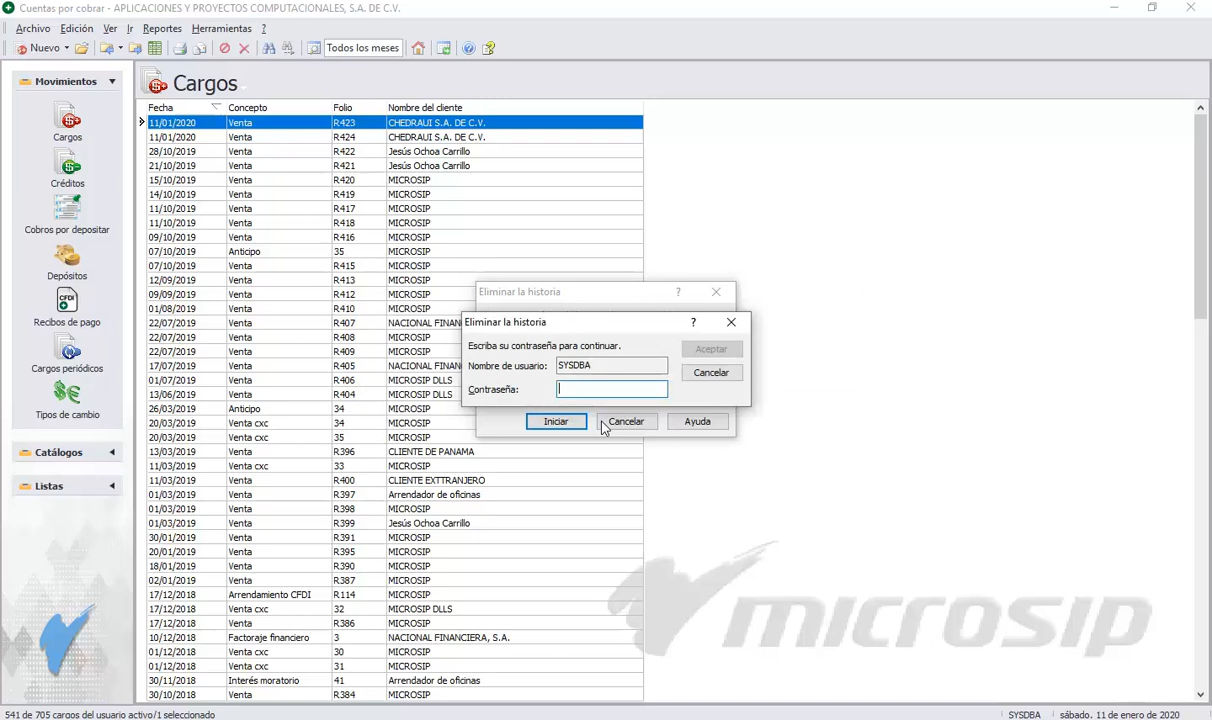 Cuentas por cobrar - APLICACIONES Y PROYECTOS COMPUTACIONALES, S.A. DE C.V.
Archivo Edición Ver Ir Reportes Herramientas ?
Nuevo Todos los meses
Movimientos
Cargos
Créditos
Cobros por depositar
Depósitos
Recibos de pago
Cargos periódicos
Tipos de cambio
Catálogos
Listas
Cargos
Fecha Concepto Folio Nombre del cliente
11/01/2020 Venta R423 CHEDRAUI S.A. DE C.V.
11/01/2020 Venta R424 CHEDRAUI S.A. DE C.V.
28/10/2019 Venta R422 Jesús Ochoa Carrillo
21/10/2019 Venta R421 Jesús Ochoa Carrillo
15/10/2019 Venta R420 MICROSIP
14/10/2019 Venta R419 MICROSIP
11/10/2019 Venta R417 MICROSIP
11/10/2019 Venta R418 MICROSIP
09/10/2019 Venta R416 MICROSIP
07/10/2019 Anticipo 35 MICROSIP
07/10/2019 Venta R415 MICROSIP
12/09/2019 Venta R413 MICROSIP
09/09/2019 Venta R412 MICROSIP
01/08/2019 Venta R410 MICROSIP
22/07/2019 Venta R407 NACIONAL FINANCI
22/07/2019 Venta R408 MICROSIP
22/07/2019 Venta R409 MICROSIP
17/07/2019 Venta R405 NACIONAL FINANCI
01/07/2019 Venta R406 MICROSIP DLLS
13/06/2019 Venta R404 MICROSIP DLLS
26/03/2019 Anticipo 34 MICROSIP
20/03/2019 Venta cxc 34 MICROSIP
20/03/2019 Venta cxc 35 MICROSIP
13/03/2019 Venta R396 CLIENTE DE PANAMA
11/03/2019 Venta cxc 33 MICROSIP
11/03/2019 Venta R400 CLIENTE EXTTRANJERO
01/03/2019 Venta R397 Arrendador de oficinas
01/03/2019 Venta R398 MICROSIP
01/03/2019 Venta R399 Jesús Ochoa Carrillo
30/01/2019 Venta R391 MICROSIP
20/01/2019 Venta R395 MICROSIP
18/01/2019 Venta R390 MICROSIP
02/01/2019 Venta R387 MICROSIP
17/12/2018 Arrendamiento CFDI R114 MICROSIP
17/12/2018 Venta cxc 32 MICROSIP DLLS
17/12/2018 Venta R386 MICROSIP
10/12/2018 Factoraje financiero 3 NACIONAL FINANCIERA, S.A.
01/12/2018 Venta cxc 30 MICROSIP
01/12/2018 Venta cxc 31 MICROSIP
30/11/2018 Interés moratorio 41 Arrendador de oficinas
30/10/2018 Venta R384 MICROSIP
Eliminar la historia ?
Eliminar la historia ?
Escriba su contraseña para continuar.
Nombre de usuario: SYSDBA
Contraseña:
Aceptar
Cancelar
Iniciar Cancelar Ayuda
CFDI
microsip
541 de 705 cargos del usuario activo/1 seleccionado SYSDBA sábado, 11 de enero de 2020